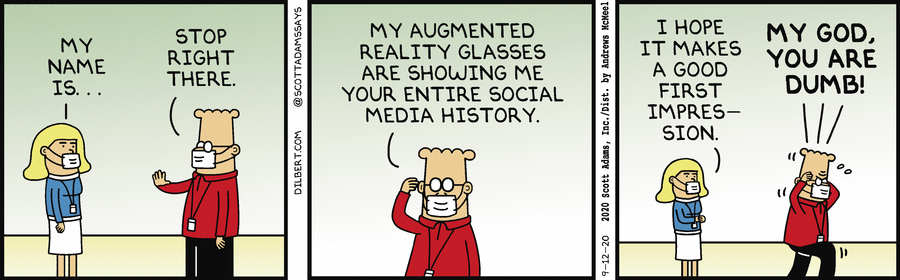 MY
NAME
IS...
STOP
RIGHT
THERE.
DILBERT.COM @SCOTTADAMSSAYS
MY AUGMENTED
REALITY GLASSES
ARE SHOWING ME
YOUR ENTIRE SOCIAL
MEDIA HISTORY.
9-12-20 2020 Scott Adams, Inc./Dist. by Andrews McMeel
I HOPE
IT MAKES
A GOOD
FIRST
IMPRES-
SION.
MY GOD,
YOU ARE
DUMB!